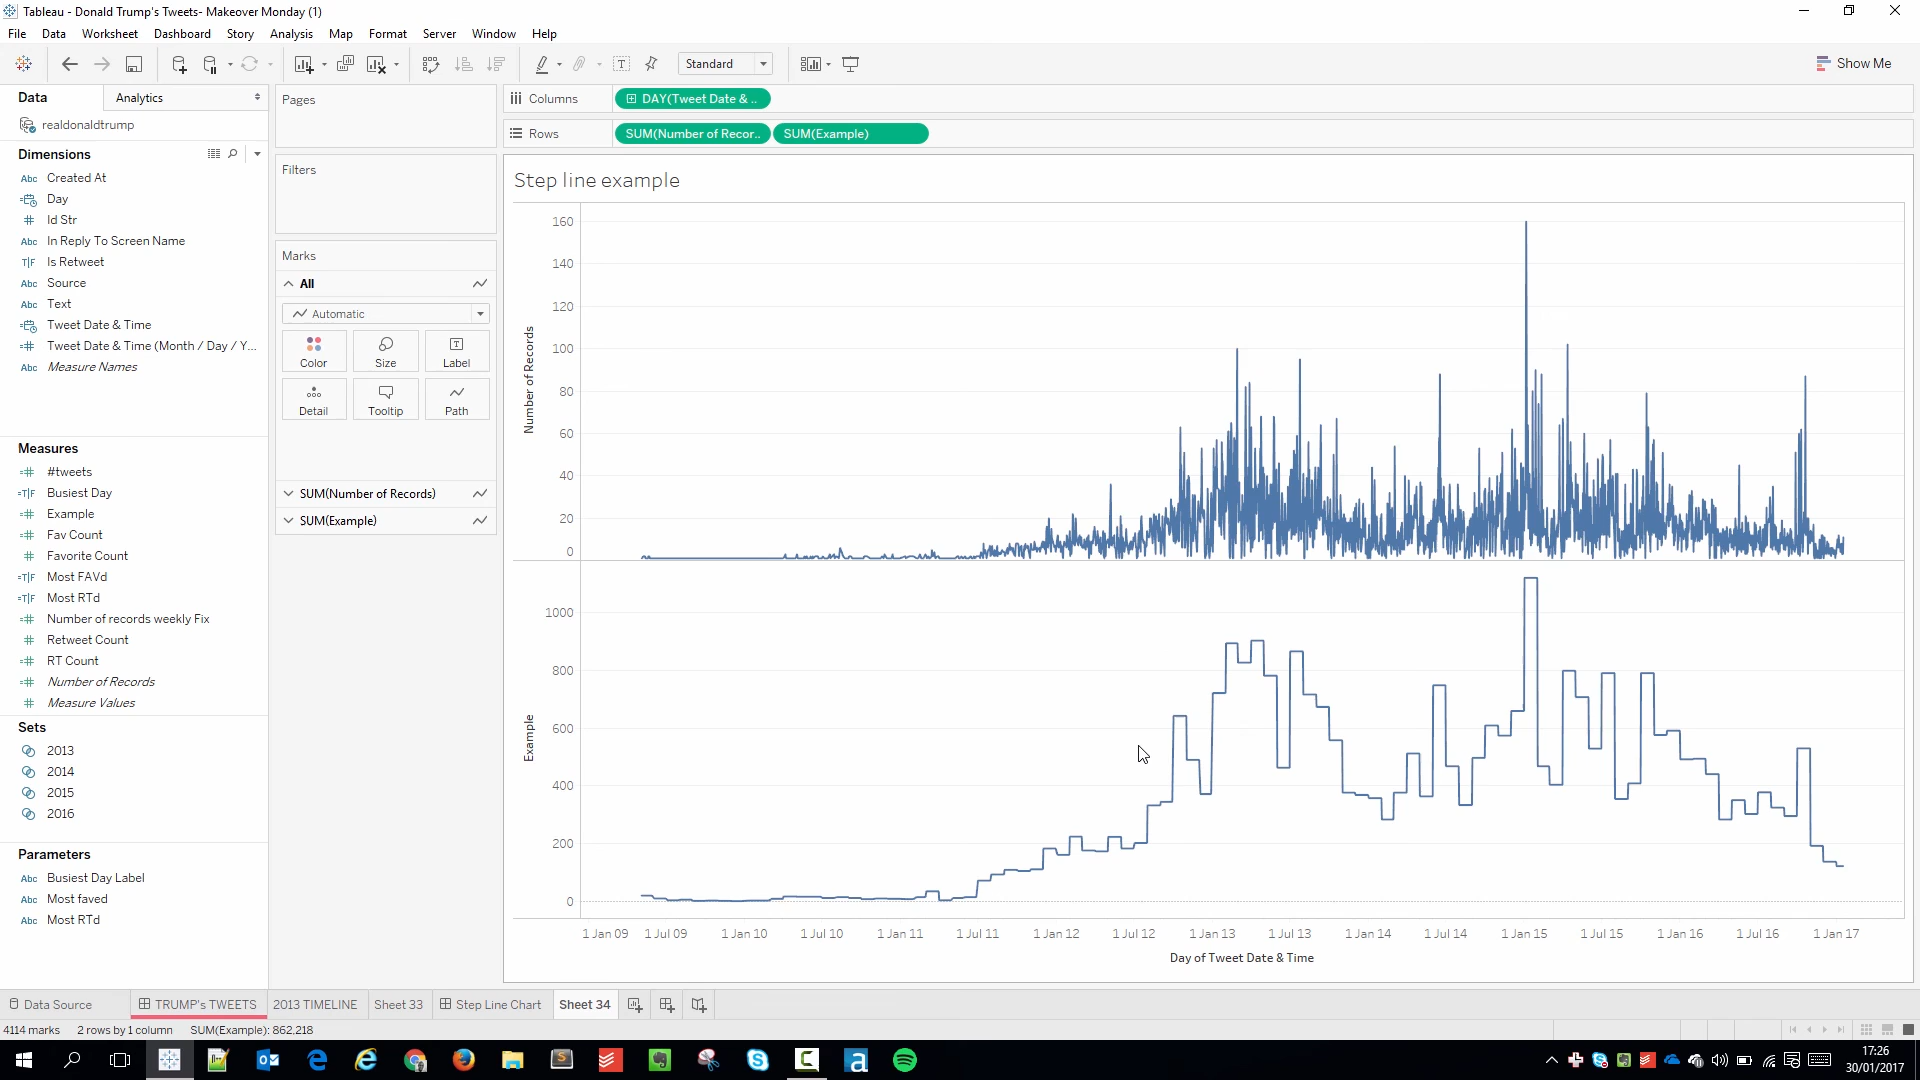 Tableau - Donald Trump's Tweets- Makeover Monday (1)
File Data Worksheet Dashboard Story Analysis Map Format Server Window Help
Standard
Show Me
Data Analytics
realdonaldtrump
Dimensions
Abc Created At
Day
Id Str
Abc In Reply To Screen Name
T|F Is Retweet
Abc Source
Abc Text
Tweet Date & Time
Tweet Date & Time (Month / Day / Y...
Abc Measure Names
Measures
#tweets
=T|F Busiest Day
Example
Fav Count
Favorite Count
=T|F Most FAVd
=T|F Most RTd
Number of records weekly Fix
Retweet Count
RT Count
Number of Records
Measure Values
Sets
2013
2014
2015
2016
Parameters
Abc Busiest Day Label
Abc Most faved
Abc Most RTd
Pages
Filters
Marks
All
Automatic
Color Size Label
Detail Tooltip Path
SUM(Number of Records)
SUM(Example)
Columns DAY(Tweet Date & ..
Rows SUM(Number of Recor.. SUM(Example)
Step line example
160
140
120
100
80
60
40
20
0
Number of Records
1000
800
600
400
200
0
Example
1 Jan 09 1 Jul 09 1 Jan 10 1 Jul 10 1 Jan 11 1 Jul 11 1 Jan 12 1 Jul 12 1 Jan 13 1 Jul 13 1 Jan 14 1 Jul 14 1 Jan 15 1 Jul 15 1 Jan 16 1 Jul 16 1 Jan 17
Day of Tweet Date & Time
Data Source TRUMP's TWEETS 2013 TIMELINE Sheet 33 Step Line Chart Sheet 34
4114 marks 2 rows by 1 column SUM(Example): 862,218
17:26
30/01/2017